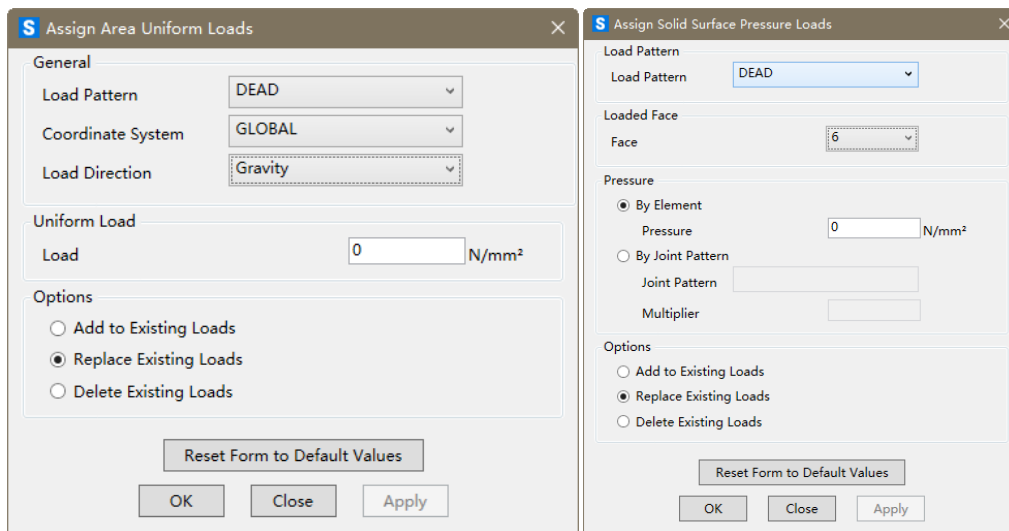 S Assign Area Uniform Loads
General
Load Pattern DEAD
Coordinate System GLOBAL
Load Direction Gravity
Uniform Load
Load 0 N/mm²
Options
Add to Existing Loads
Replace Existing Loads
Delete Existing Loads
Reset Form to Default Values
OK Close Apply
S Assign Solid Surface Pressure Loads
Load Pattern
Load Pattern DEAD
Loaded Face
Face 6
Pressure
By Element
Pressure 0 N/mm²
By Joint Pattern
Joint Pattern
Multiplier
Options
Add to Existing Loads
Replace Existing Loads
Delete Existing Loads
Reset Form to Default Values
OK Close Apply